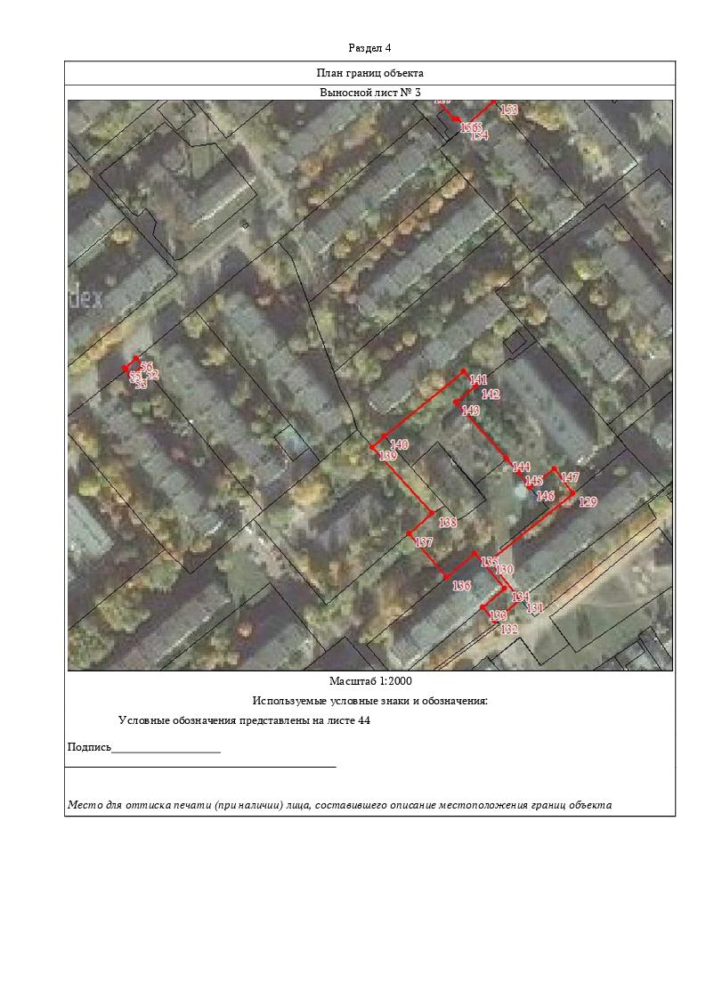 Раздел 4
План границ объекта
Выносной лист № 3
153
154
dex
56
52
141
142
143
140
139
144
145
147
146
129
138
137
135
130
136
134
131
133
132
Масштаб 1:2000
Используемые условные знаки и обозначения:
Условные обозначения представлены на листе 44
Подпись
Место для оттиска печати (при наличии) лица, составившего описание местоположения границ объекта